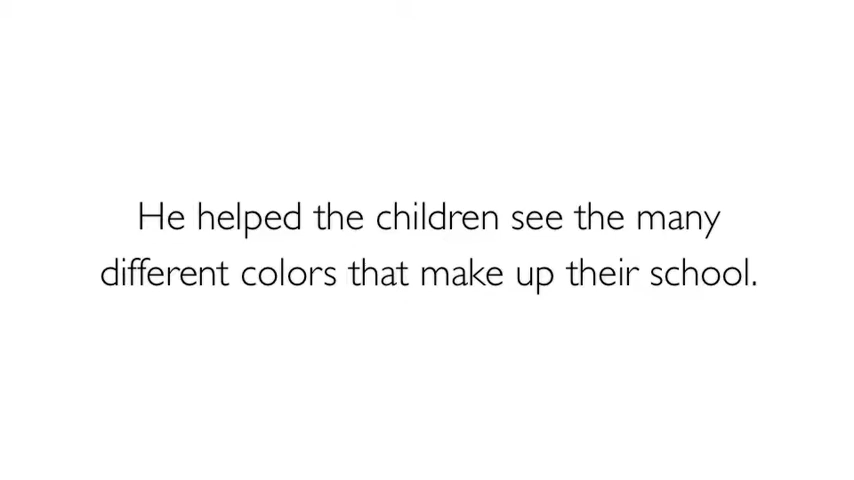 He helped the children see the many
different colors that make up their school.